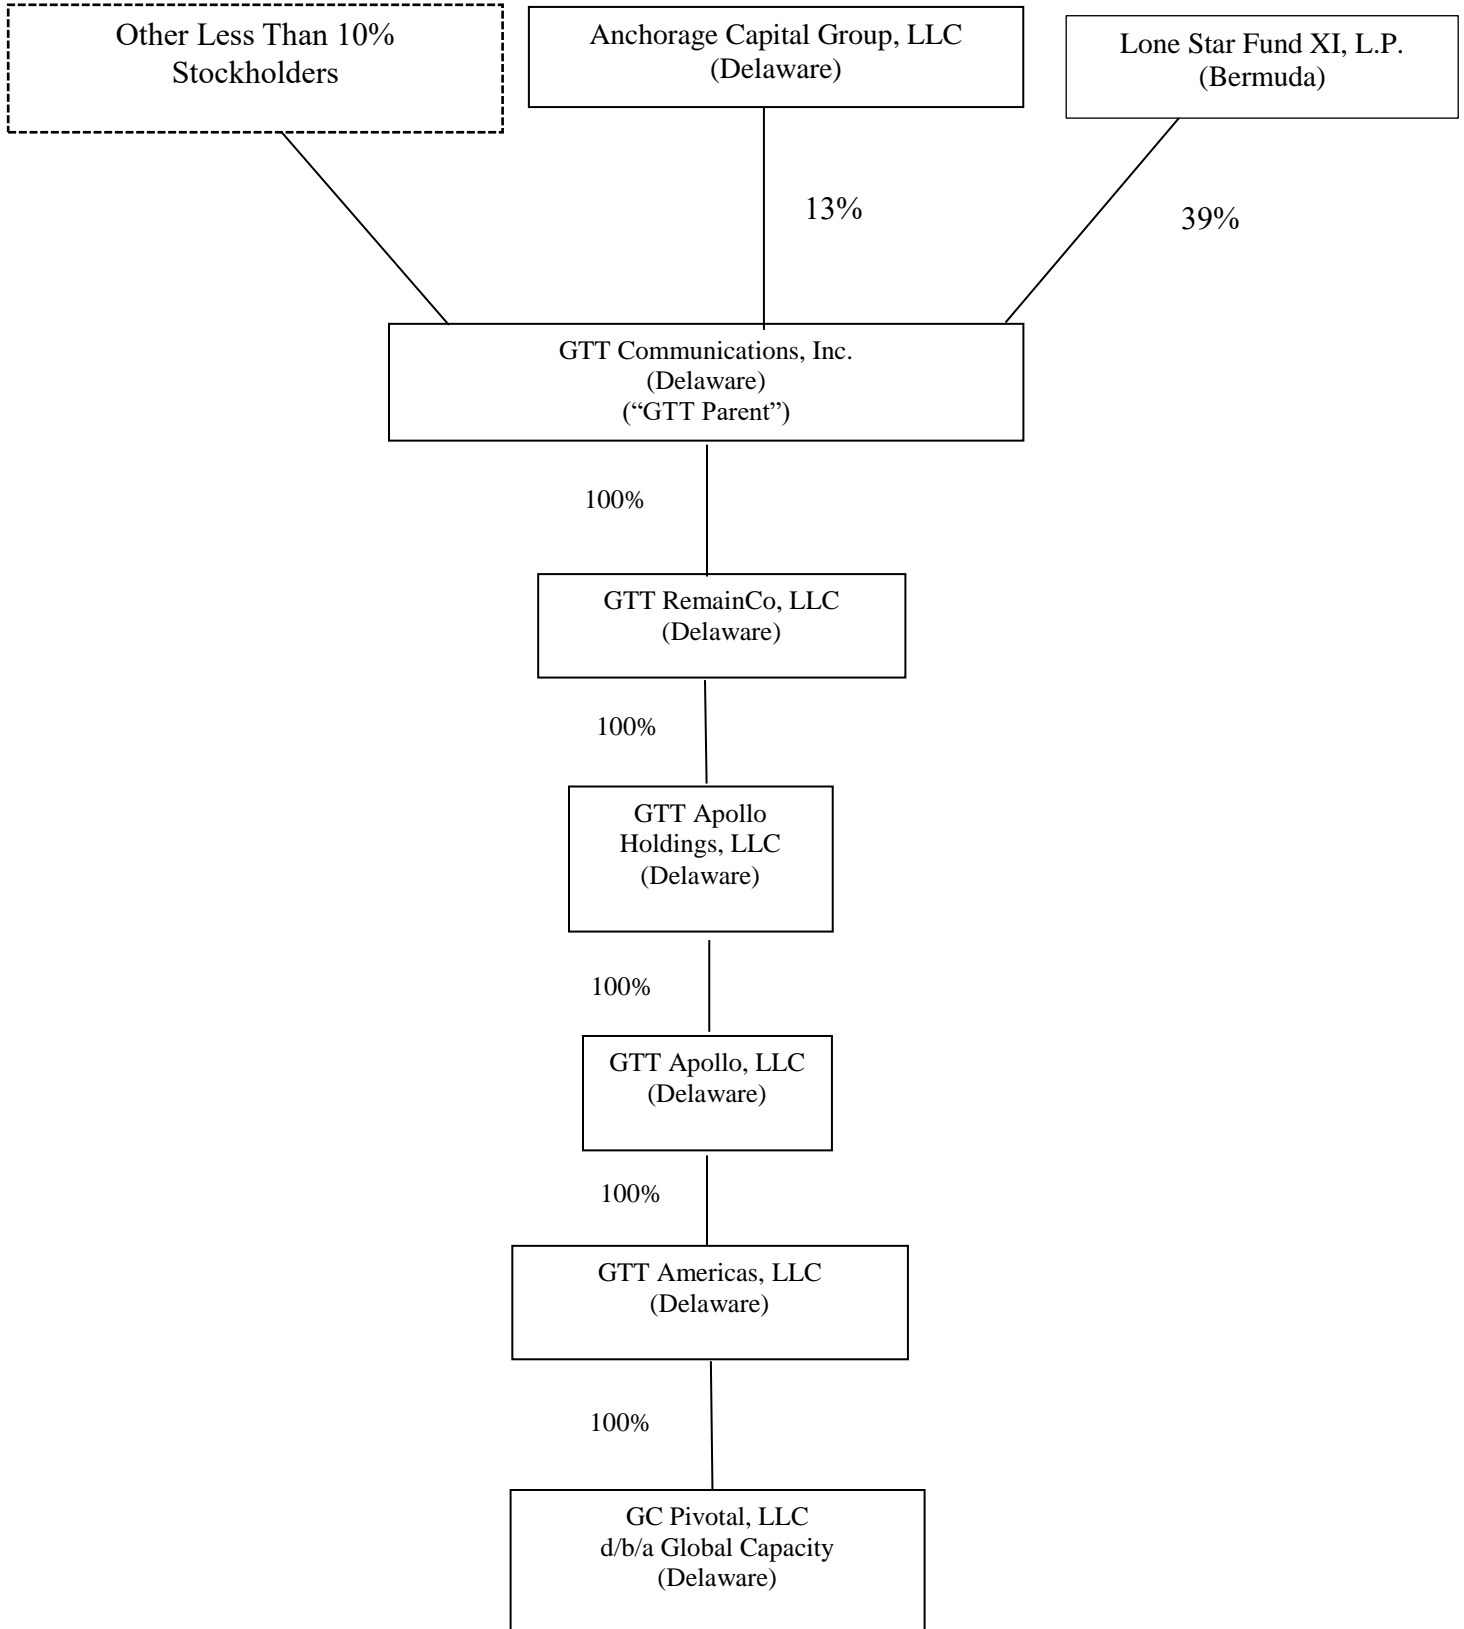 Other Less Than 10%
Stockholders
Anchorage Capital Group, LLC
(Delaware)
Lone Star Fund XI, L.P.
(Bermuda)
13%
39%
GTT Communications, Inc.
(Delaware)
(“GTT Parent”)
100%
GTT RemainCo, LLC
(Delaware)
100%
GTT Apollo
Holdings, LLC
(Delaware)
100%
GTT Apollo, LLC
(Delaware)
100%
GTT Americas, LLC
(Delaware)
100%
GC Pivotal, LLC
d/b/a Global Capacity
(Delaware)